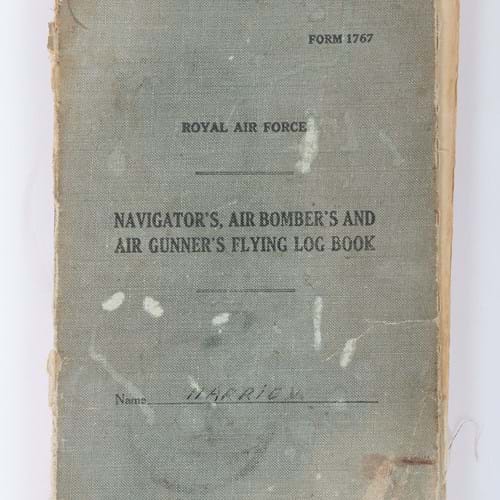 FORM 1767
ROYAL AIR FORCE
NAVIGATOR'S, AIR BOMBER'S AND
AIR GUNNER'S FLYING LOG BOOK
Name